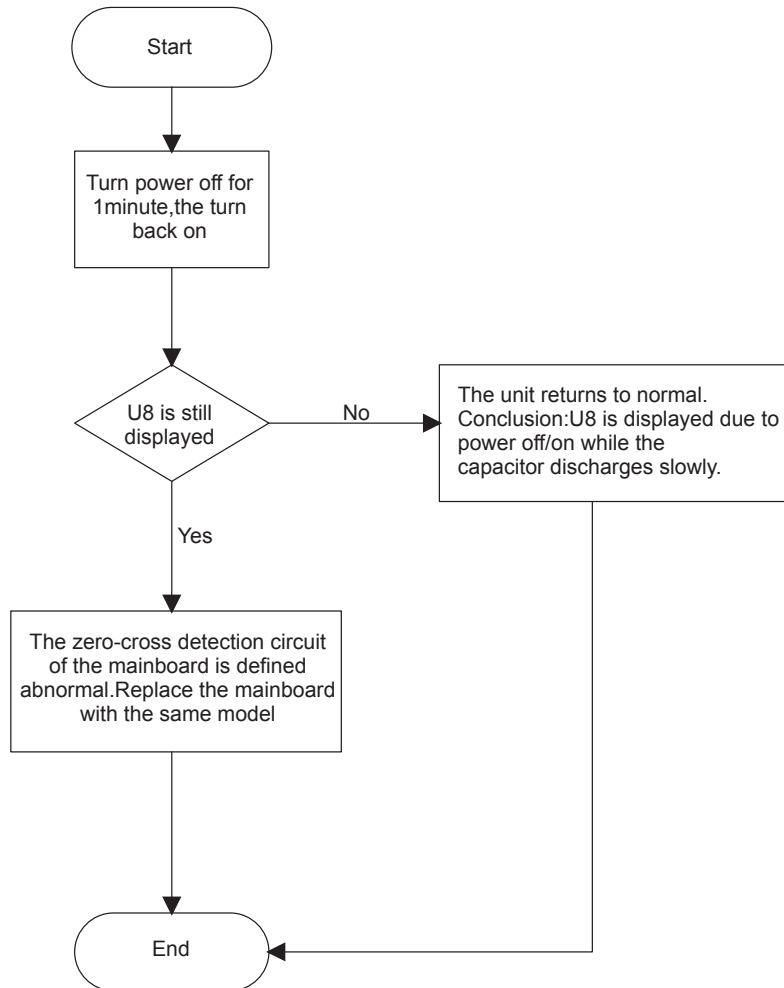 Start
Turn power off for
1minute,the turn
back on
U8 is still
displayed
No
The unit returns to normal.
Conclusion:U8 is displayed due to
power off/on while the
capacitor discharges slowly.
Yes
The zero-cross detection circuit
of the mainboard is defined
abnormal.Replace the mainboard
with the same model
End